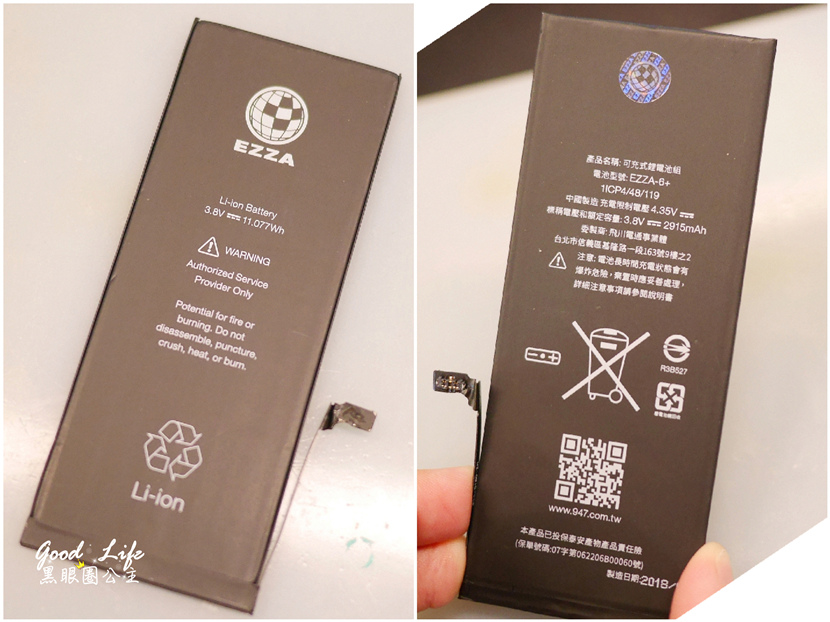 EZZA
Li-ion Battery
3.8V ⎓ 11.077Wh
WARNING
Authorized Service
Provider Only
Potential for fire or
burning. Do not
disassemble, puncture,
crush, heat, or burn.
Li-ion
Good Life
黑眼圈公主
產品名稱: 可充式鋰電池組
電池型號: EZZA-6+
1ICP4/48/119
中國製造 充電限制電壓 4.35V ⎓
標稱電壓和額定容量: 3.8V ⎓ 2915mAh
委製商: 飛川電通事業體
台北市信義區基隆路一段163號9樓之2
注意: 電池長時間充電狀態會有
爆炸危險，棄置時應妥善處理，
詳細注意事項請參閱說明書
R3B527
廢電池請回收
www.947.com.tw
本產品已投保泰安產物產品責任險
(保單號碼:07字第062206B00060號)
製造日期:2018/